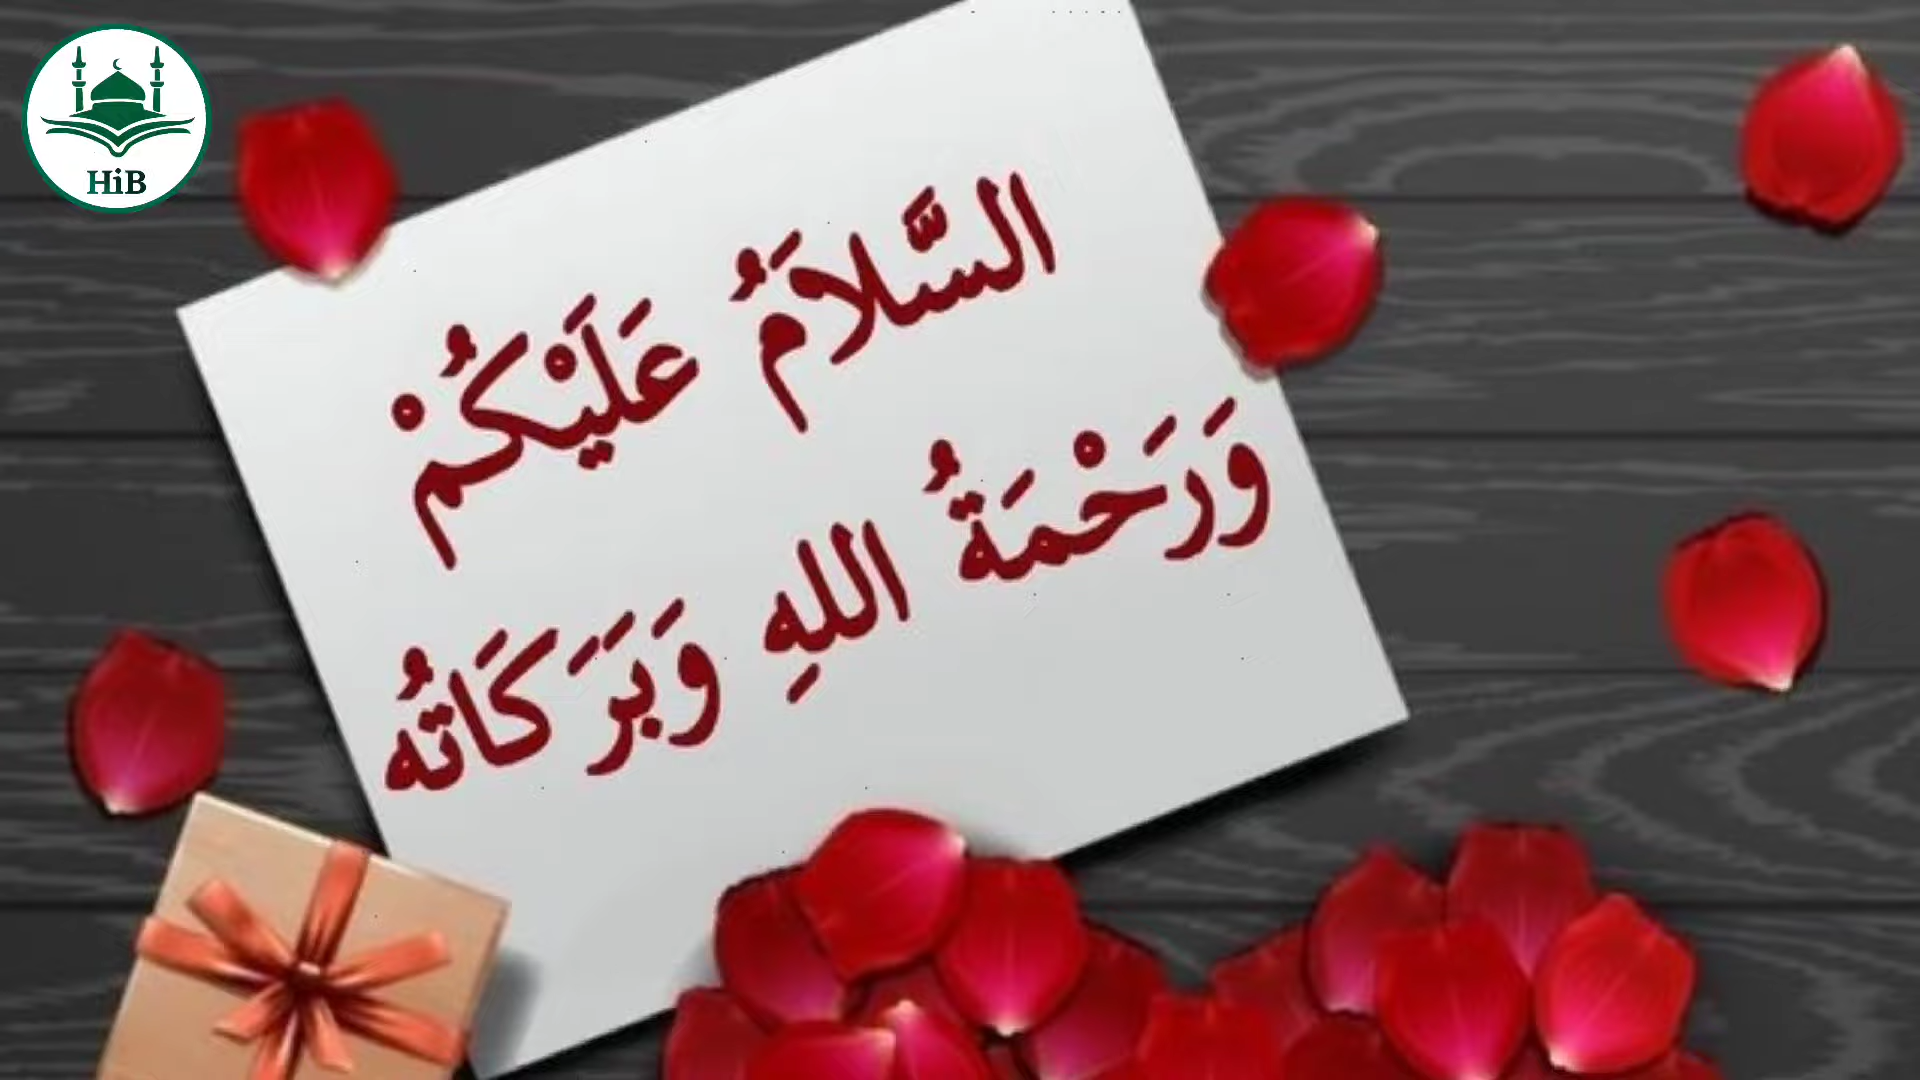 HiB
السَّلاَمُ عَلَيْكُمْ
وَرَحْمَةُ اللهِ وَبَرَكَاتُهُ